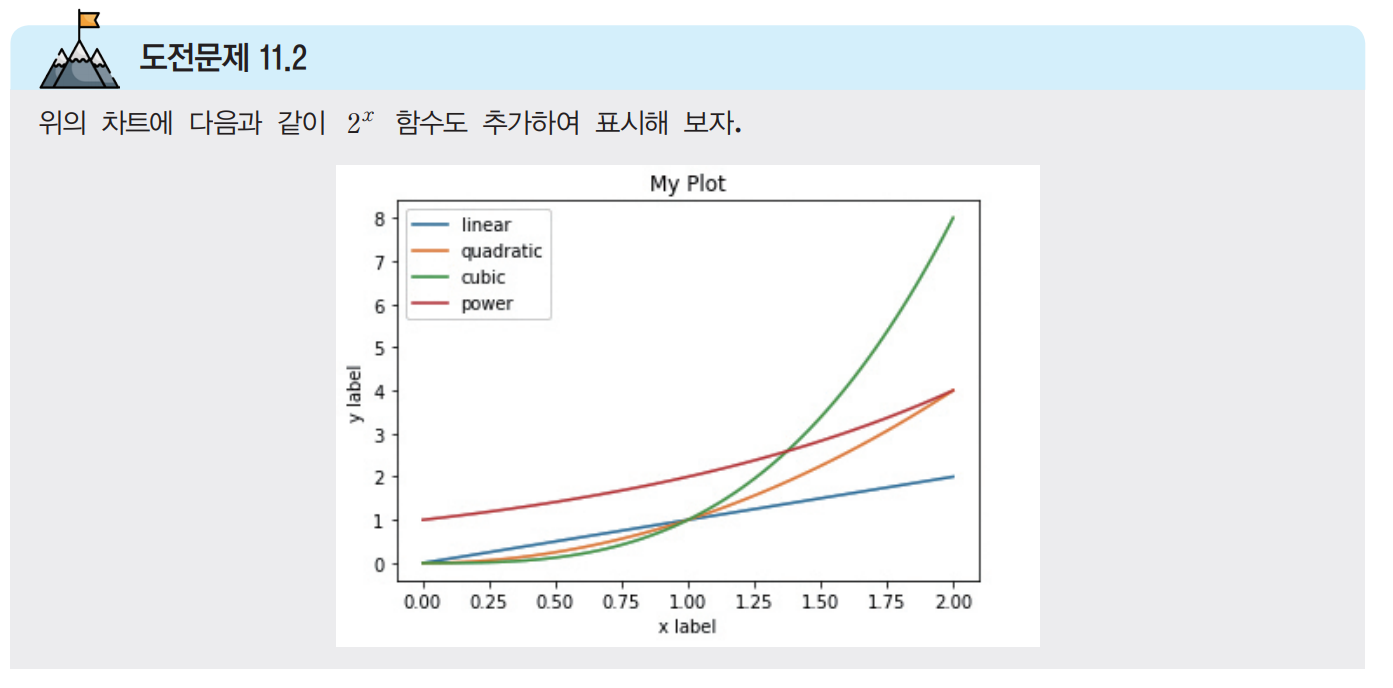 도전문제 11.2
위의 차트에 다음과 같이 2ˣ 함수도 추가하여 표시해 보자.
My Plot
linear
quadratic
cubic
power
8
7
6
5
4
3
2
1
0
y label
0.00 0.25 0.50 0.75 1.00 1.25 1.50 1.75 2.00
x label